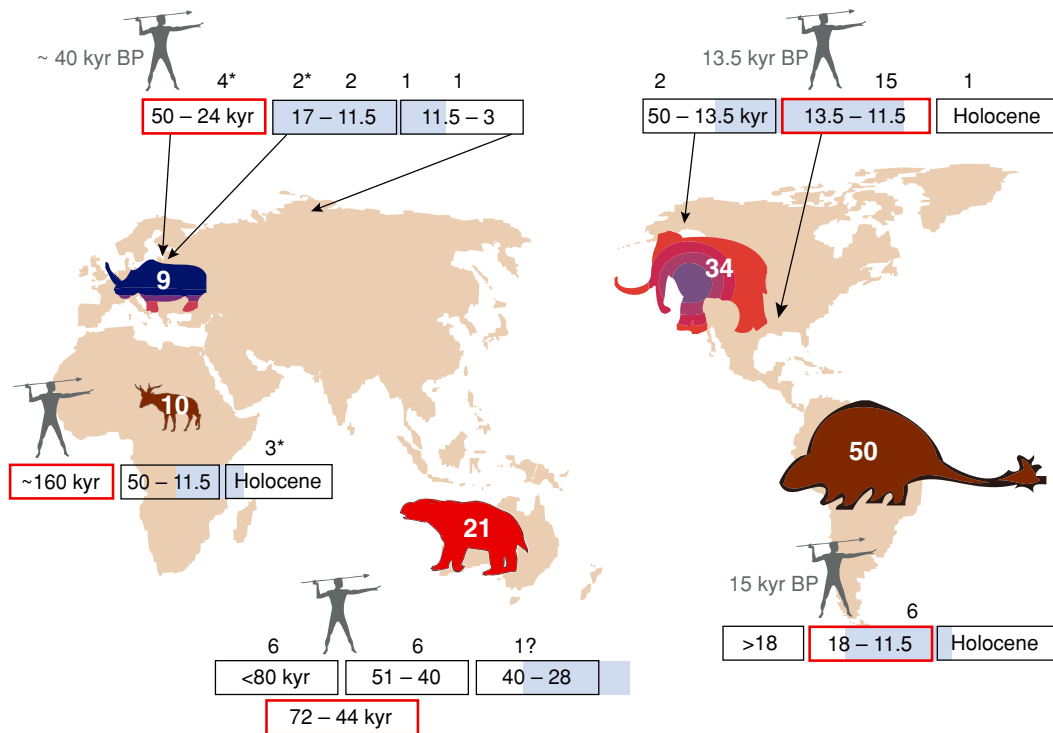 ~ 40 kyr BP
4* 2* 2 1 1
50 – 24 kyr 17 – 11.5 11.5 – 3
13.5 kyr BP
2 15 1
50 – 13.5 kyr 13.5 – 11.5 Holocene
9
34
10
3*
~160 kyr 50 – 11.5 Holocene
50
21
15 kyr BP
6
>18 18 – 11.5 Holocene
6 6 1?
<80 kyr 51 – 40 40 – 28
72 – 44 kyr